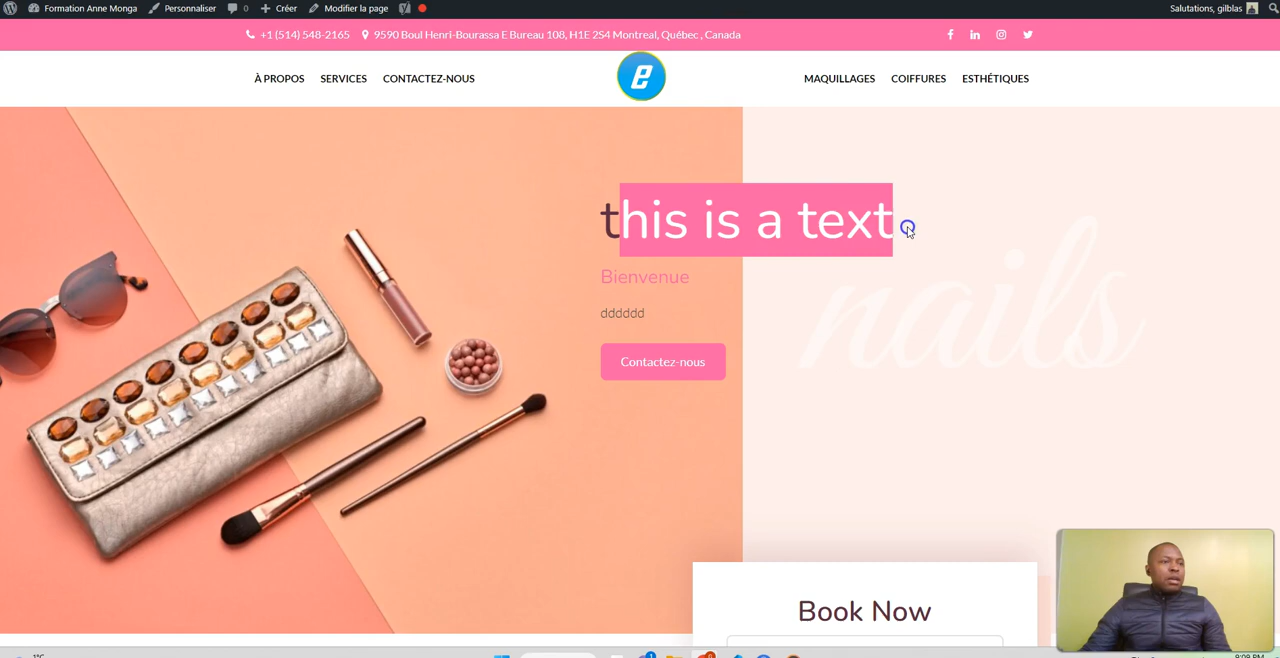 Formation Anne Monga Personnaliser 0 Créer Modifier la page Salutations, gilblas
+1 (514) 548-2165 9590 Boul Henri-Bourassa E Bureau 108, H1E 2S4 Montreal, Québec , Canada
À PROPOS SERVICES CONTACTEZ-NOUS e MAQUILLAGES COIFFURES ESTHÉTIQUES
this is a text
Bienvenue
dddddd
Contactez-nous
nails
Book Now
1°C